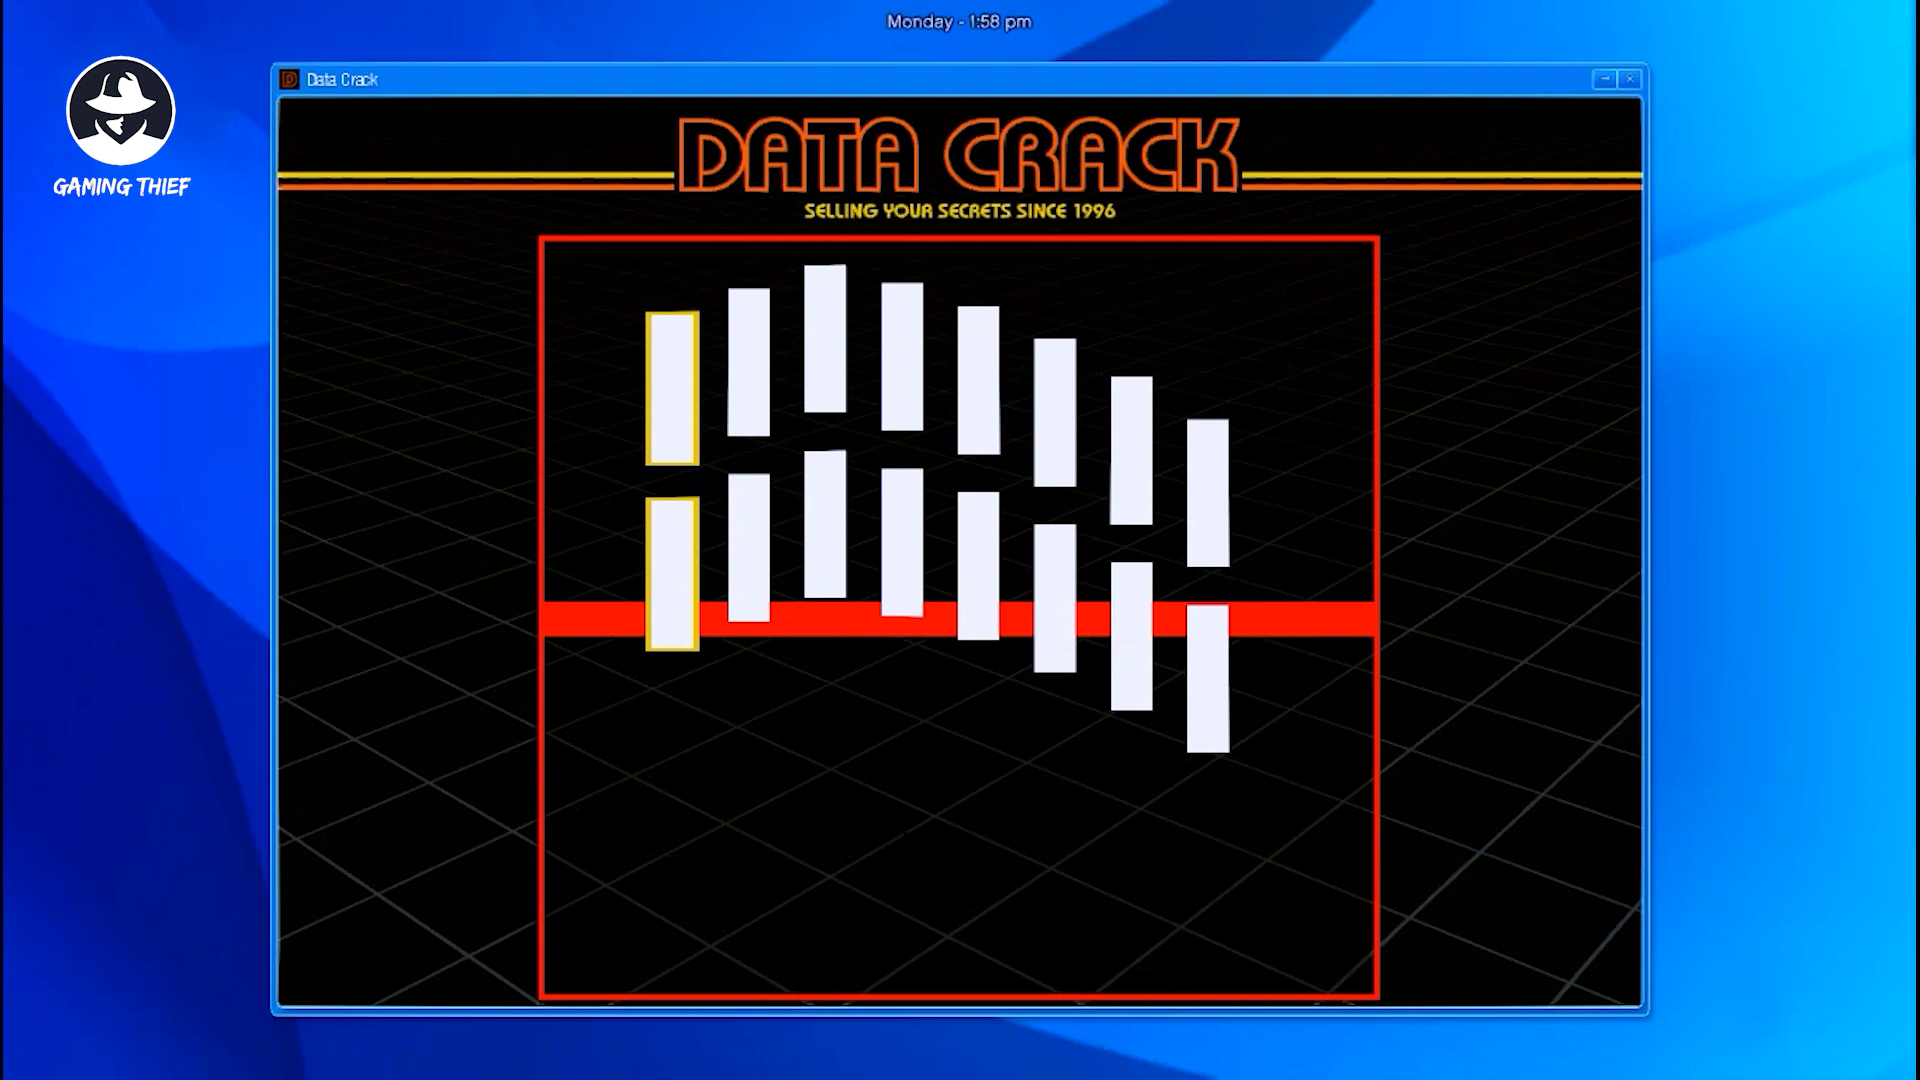 Monday - 1:58 pm
GAMING THIEF
Data Crack
DATA CRACK
SELLING YOUR SECRETS SINCE 1996